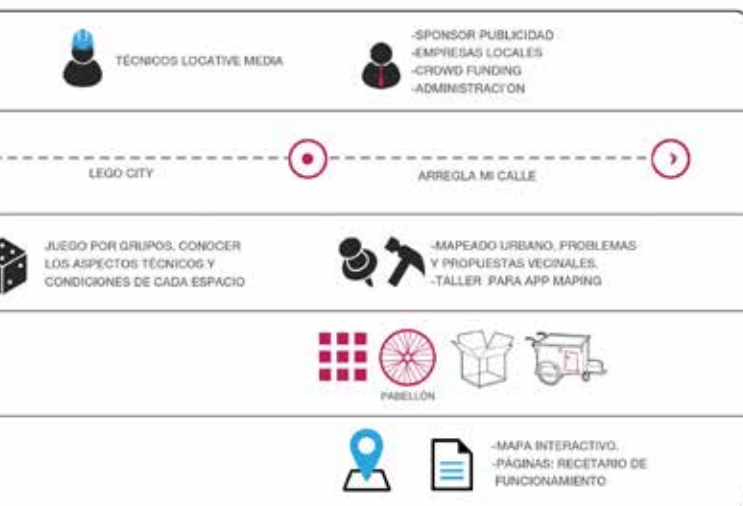 TÉCNICOS LOCATIVE MEDIA
-SPONSOR PUBLICIDAD
-EMPRESAS LOCALES
-CROWD FUNDING
-ADMINISTRACI'ON
LEGO CITY
ARREGLA MI CALLE
JUEGO POR GRUPOS, CONOCER
LOS ASPECTOS TÉCNICOS Y
CONDICIONES DE CADA ESPACIO
-MAPEADO URBANO, PROBLEMAS
Y PROPUESTAS VECINALES.
-TALLER PARA APP MAPING
PABELLÓN
-MAPA INTERACTIVO.
-PÁGINAS: RECETARIO DE
FUNCIONAMIENTO